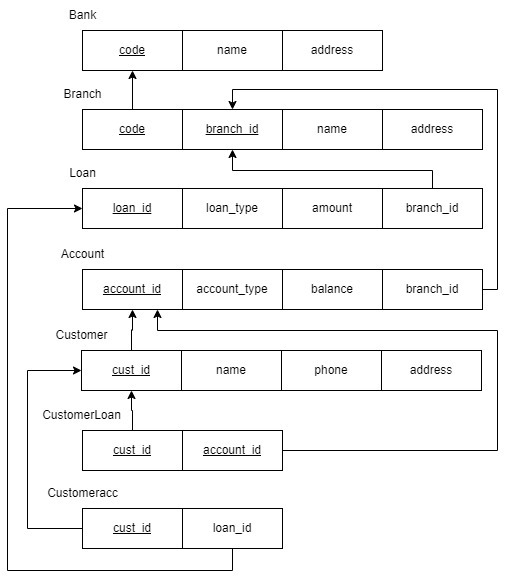 Bank
code name address
Branch
code branch_id name address
Loan
loan_id loan_type amount branch_id
Account
account_id account_type balance branch_id
Customer
cust_id name phone address
CustomerLoan
cust_id account_id
Customeracc
cust_id loan_id